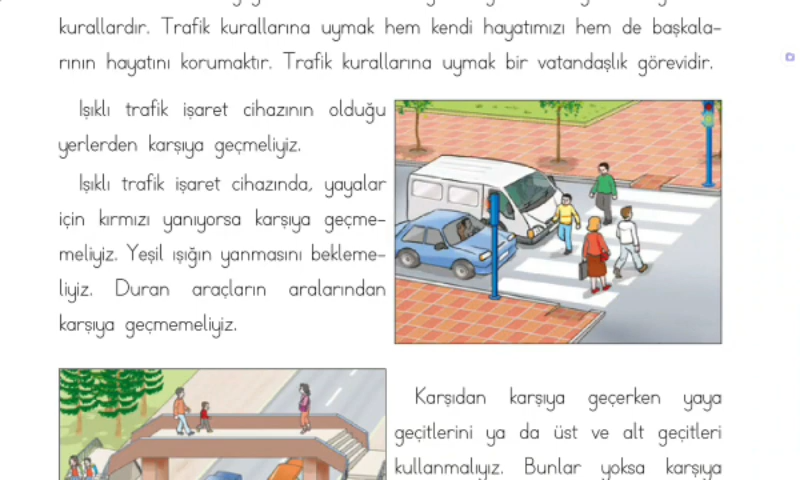 kurallardır. Trafik kurallarına uymak hem kendi hayatımızı hem de başkala-
rının hayatını korumaktır. Trafik kurallarına uymak bir vatandaşlık görevidir.
Işıklı trafik işaret cihazının olduğu
yerlerden karşıya geçmeliyiz.
Işıklı trafik işaret cihazında, yayalar
için kırmızı yanıyorsa karşıya geçme-
meliyiz. Yeşil ışığın yanmasını bekleme-
liyiz. Duran araçların aralarından
karşıya geçmemeliyiz.
Karşıdan karşıya geçerken yaya
geçitlerini ya da üst ve alt geçitleri
kullanmalıyız. Bunlar yoksa karşıya